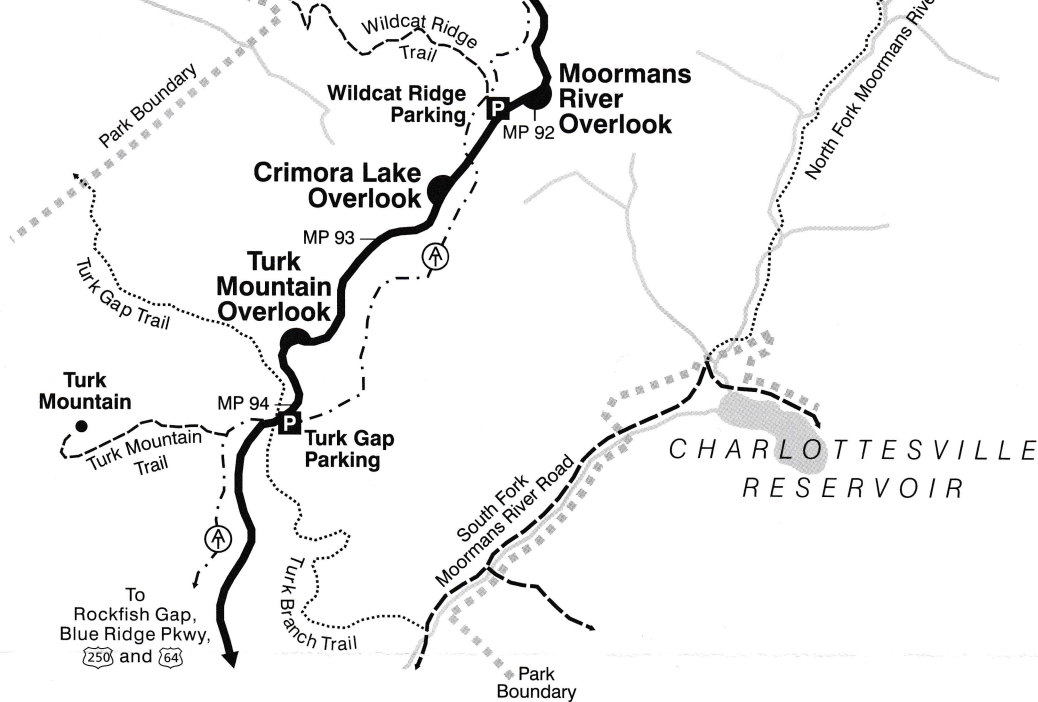 Wildcat Ridge
Trail
Park Boundary
Wildcat Ridge
Parking
P
MP 92
Moormans
River
Overlook
North Fork Moormans
Crimora Lake
Overlook
MP 93
AT
Turk
Mountain
Overlook
Turk Gap Trail
Turk
Mountain
MP 94
P
Turk Gap
Parking
Turk Mountain
Trail
CHARLOTTESVILLE
RESERVOIR
South Fork
Moormans River Road
AT
Turk Branch Trail
To
Rockfish Gap,
Blue Ridge Pkwy,
250 and 64
Park
Boundary